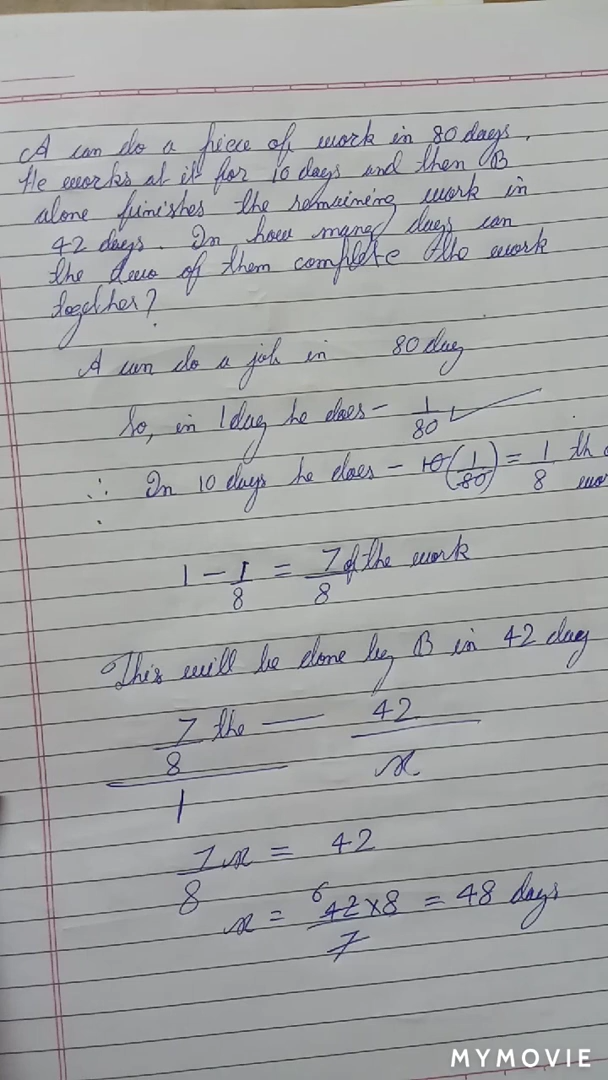 A can do a piece of work in 80 days.
He works at it for 10 days and then B
alone finishes the remaining work in
42 days. In how many days can
the two of them complete the work
together?
A can do a job in 80 day
So, in 1 day he does - 1/80 ✓
∴ In 10 days he does - 10(1/80) = 1/8 th
1 - 1/8 = 7/8 of the work
This will be done by B in 42 day
7/8 the — 42
1 x
7/8 x = 42
x = 42 x 8 / 7 = 48 days
6
MYMOVIE